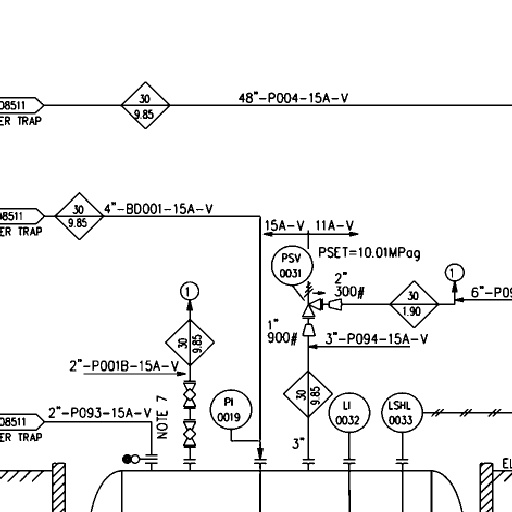 30
9.85
48"-P004-15A-V
08511
ER TRAP
30
9.85
4"-BD001-15A-V
08511
ER TRAP
15A-V
11A-V
PSV
0031
PSET=10.01MPag
2"
300#
1
1
30
1.90
6"-P09
1"
900#
3"-P094-15A-V
30
9.85
2"-P001B-15A-V
30
9.85
IPI
0019
LI
0032
LSHL
0033
2"-P093-15A-V
NOTE 7
08511
ER TRAP
3"
EL